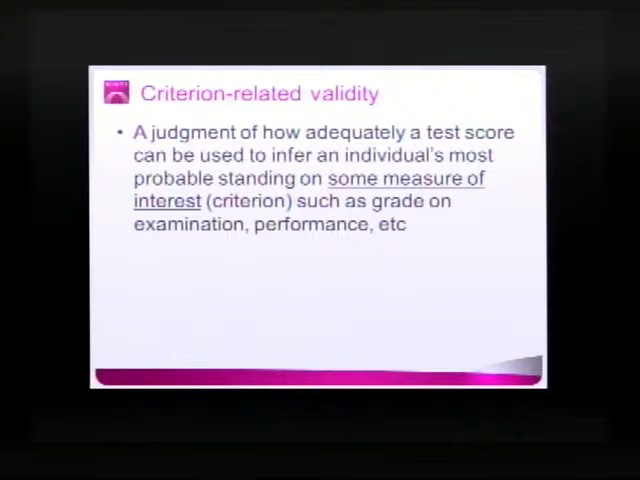 Criterion-related validity
• A judgment of how adequately a test score
can be used to infer an individual's most
probable standing on some measure of
interest (criterion) such as grade on
examination, performance, etc